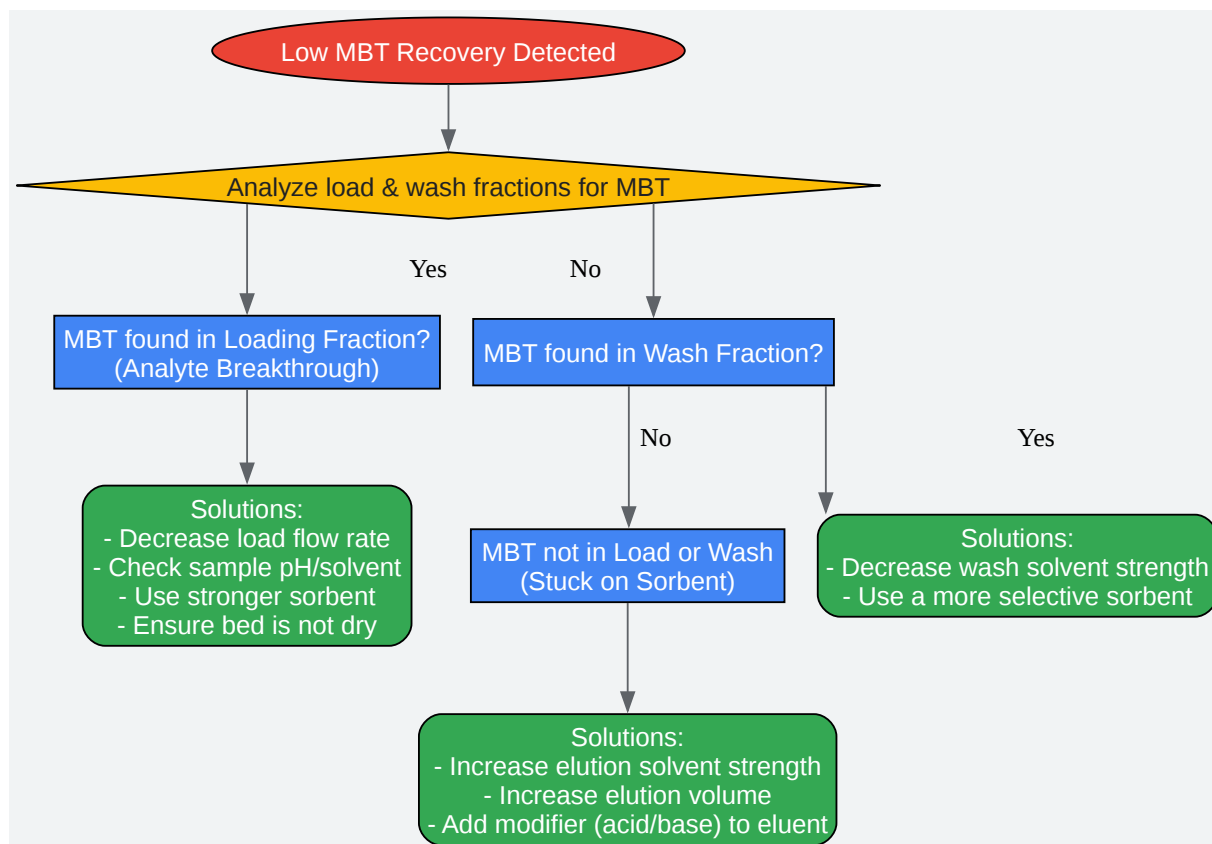 Low MBT Recovery Detected
Analyze load & wash fractions for MBT
Yes
No
MBT found in Loading Fraction?
(Analyte Breakthrough)
MBT found in Wash Fraction?
No
Yes
Solutions:
- Decrease load flow rate
- Check sample pH/solvent
- Use stronger sorbent
- Ensure bed is not dry
MBT not in Load or Wash
(Stuck on Sorbent)
Solutions:
- Decrease wash solvent strength
- Use a more selective sorbent
Solutions:
- Increase elution solvent strength
- Increase elution volume
- Add modifier (acid/base) to eluent